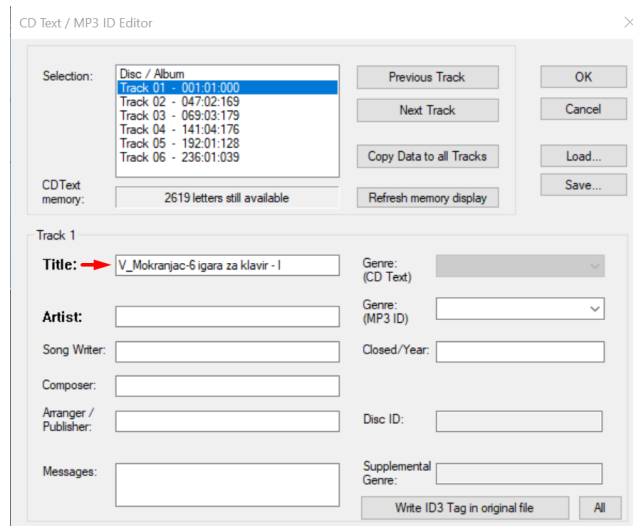 CD Text / MP3 ID Editor
Selection:
Disc / Album
Track 01 - 001:01:000
Track 02 - 047:02:169
Track 03 - 069:03:179
Track 04 - 141:04:176
Track 05 - 192:01:128
Track 06 - 236:01:039
Previous Track
Next Track
Copy Data to all Tracks
Refresh memory display
OK
Cancel
Load...
Save...
CDText
memory:
2619 letters still available
Track 1
Title:
V_Mokranjac-6 igara za klavir - I
Artist:
Song Writer:
Composer:
Arranger /
Publisher:
Messages:
Genre:
(CD Text)
Genre:
(MP3 ID)
Closed/Year:
Disc ID:
Supplemental
Genre:
Write ID3 Tag in original file
All